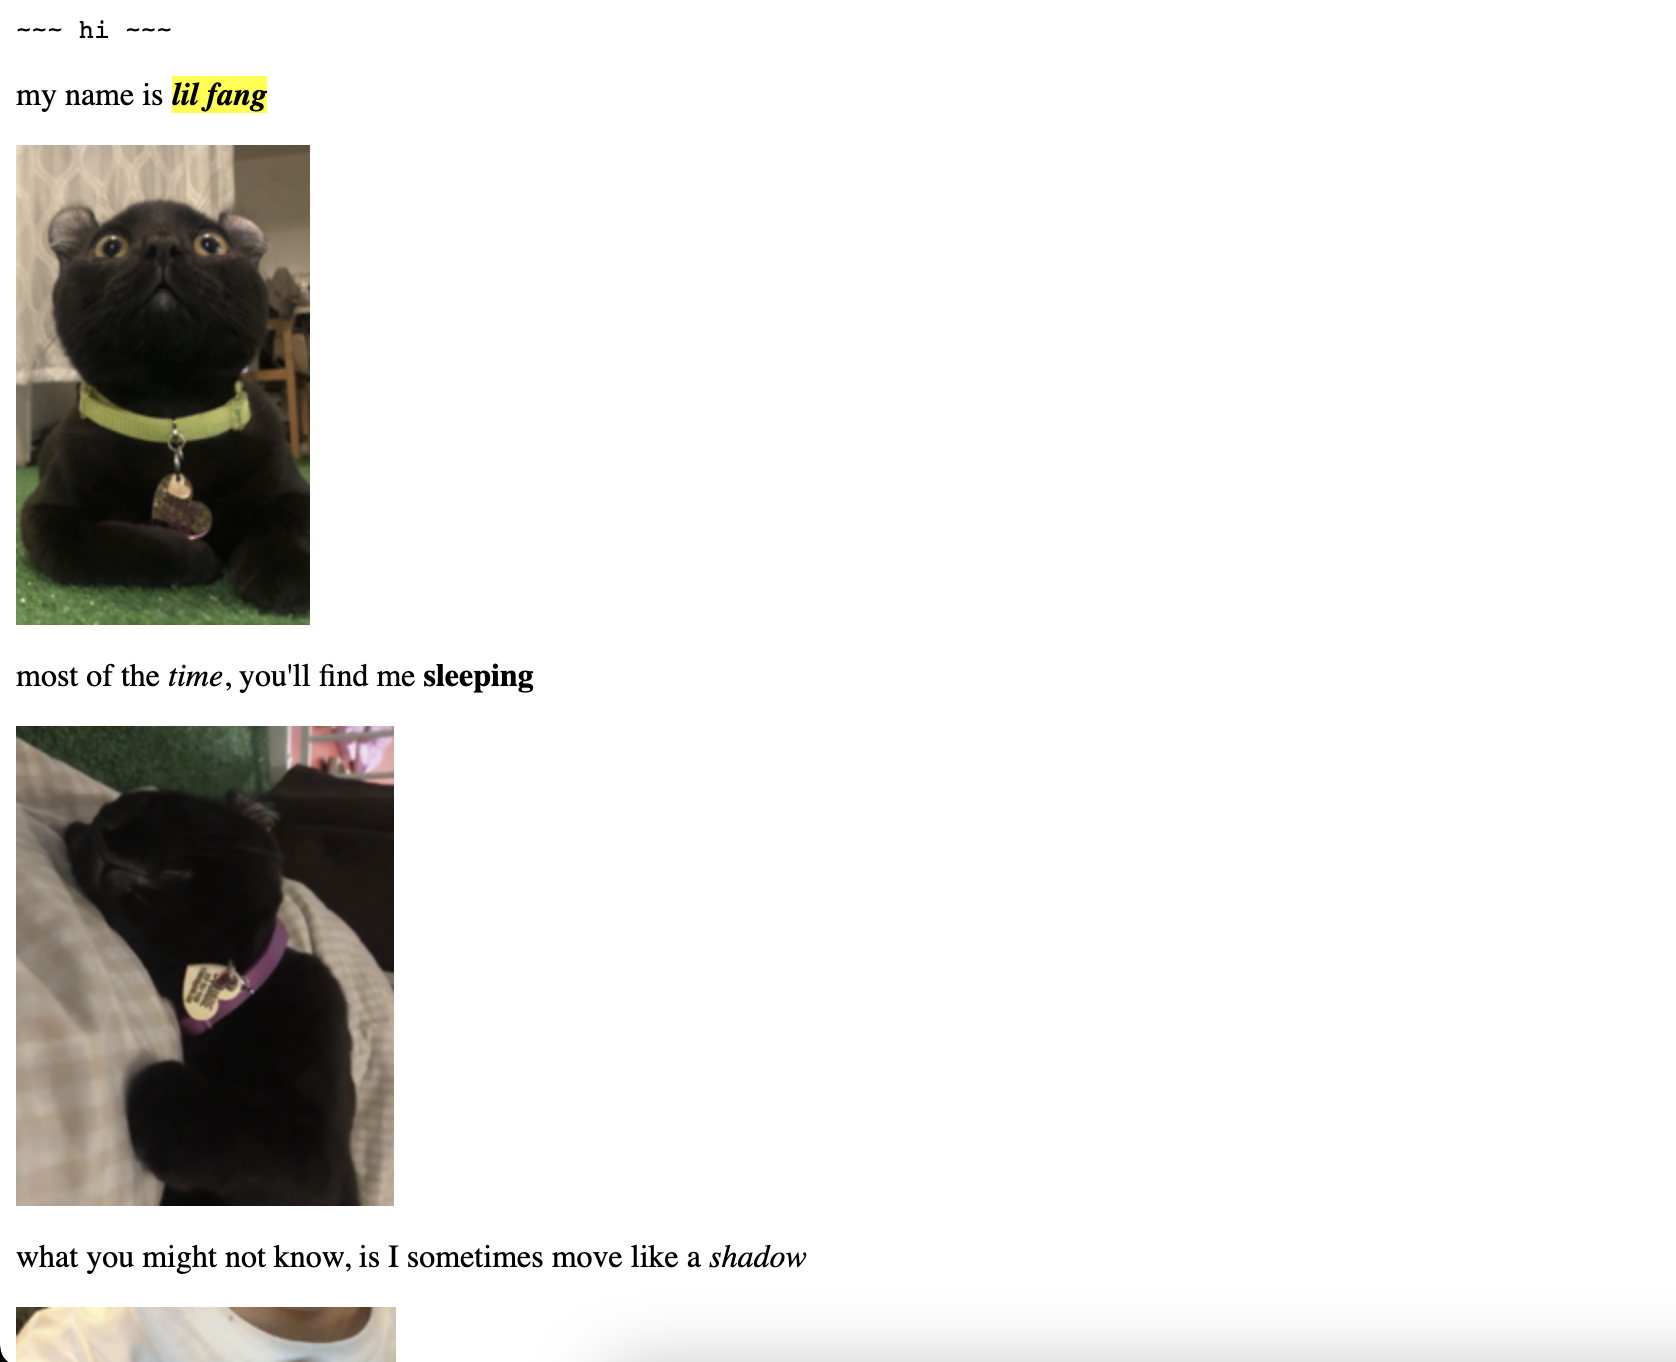 ~~~ hi ~~~
my name is lil fang
most of the time, you'll find me sleeping
what you might not know, is I sometimes move like a shadow